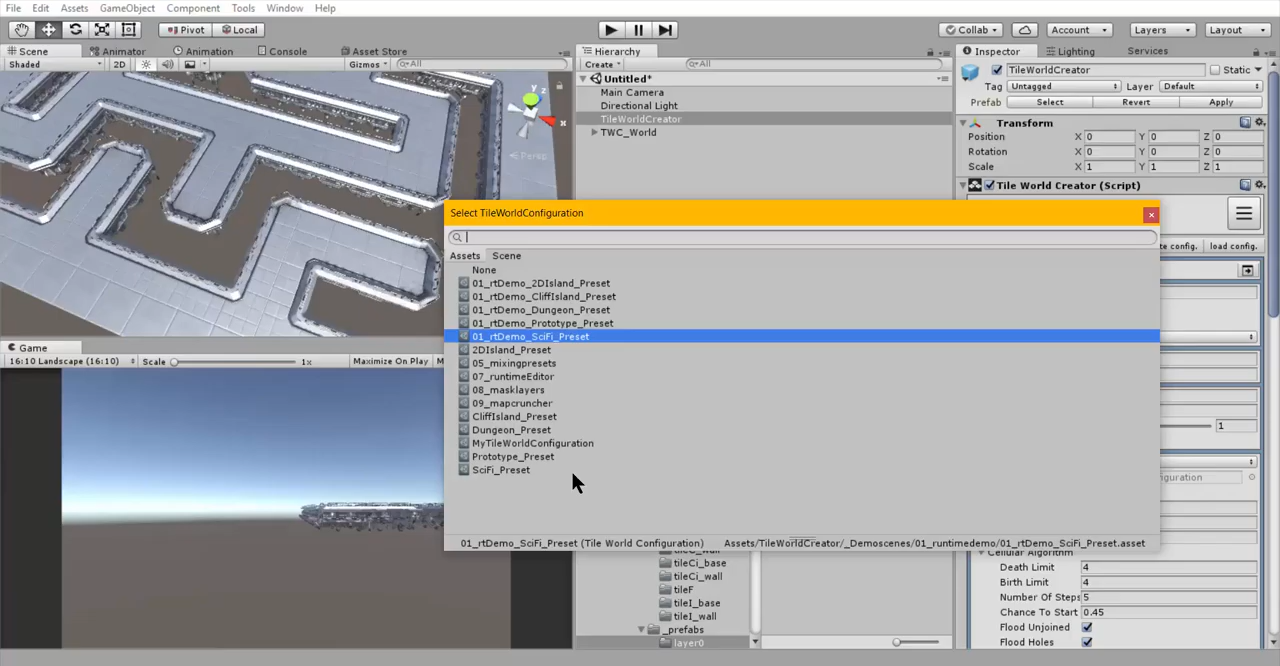 File Edit Assets GameObject Component Tools Window Help
Pivot Local Collab Account Layers Layout
Scene Animator Animation Console Asset Store Hierarchy Inspector Lighting Services
Shaded 2D Gizmos All Create All
TileWorldCreator Static
Untitled*
Main Camera
Directional Light
TileWorldCreator
TWC_World
Tag Untagged Layer Default
Prefab Select Revert Apply
Transform
Position X 0 Y 0 Z 0
Rotation X 0 Y 0 Z 0
Scale X 1 Y 1 Z 1
Tile World Creator (Script)
y z
x
Persp
te config. load config.
Select TileWorldConfiguration
Assets Scene
None
01_rtDemo_2DIsland_Preset
01_rtDemo_CliffIsland_Preset
01_rtDemo_Dungeon_Preset
01_rtDemo_Prototype_Preset
01_rtDemo_SciFi_Preset
2DIsland_Preset
05_mixingpresets
07_runtimeEditor
08_masklayers
09_mapcruncher
CliffIsland_Preset
Dungeon_Preset
MyTileWorldConfiguration
Prototype_Preset
SciFi_Preset
01_rtDemo_SciFi_Preset (Tile World Configuration) Assets/TileWorldCreator/_Demoscenes/01_runtimedemo/01_rtDemo_SciFi_Preset.asset
Game
16:10 Landscape (16:10) Scale 1x Maximize On Play M
1
guration
tileC_wall
tileCi_base
tileCi_wall
tileF
tileI_base
tileI_wall
_prefabs
layer0
Cellular Algorithm
Death Limit 4
Birth Limit 4
Number Of Steps 5
Chance To Start 0.45
Flood Unjoined
Flood Holes